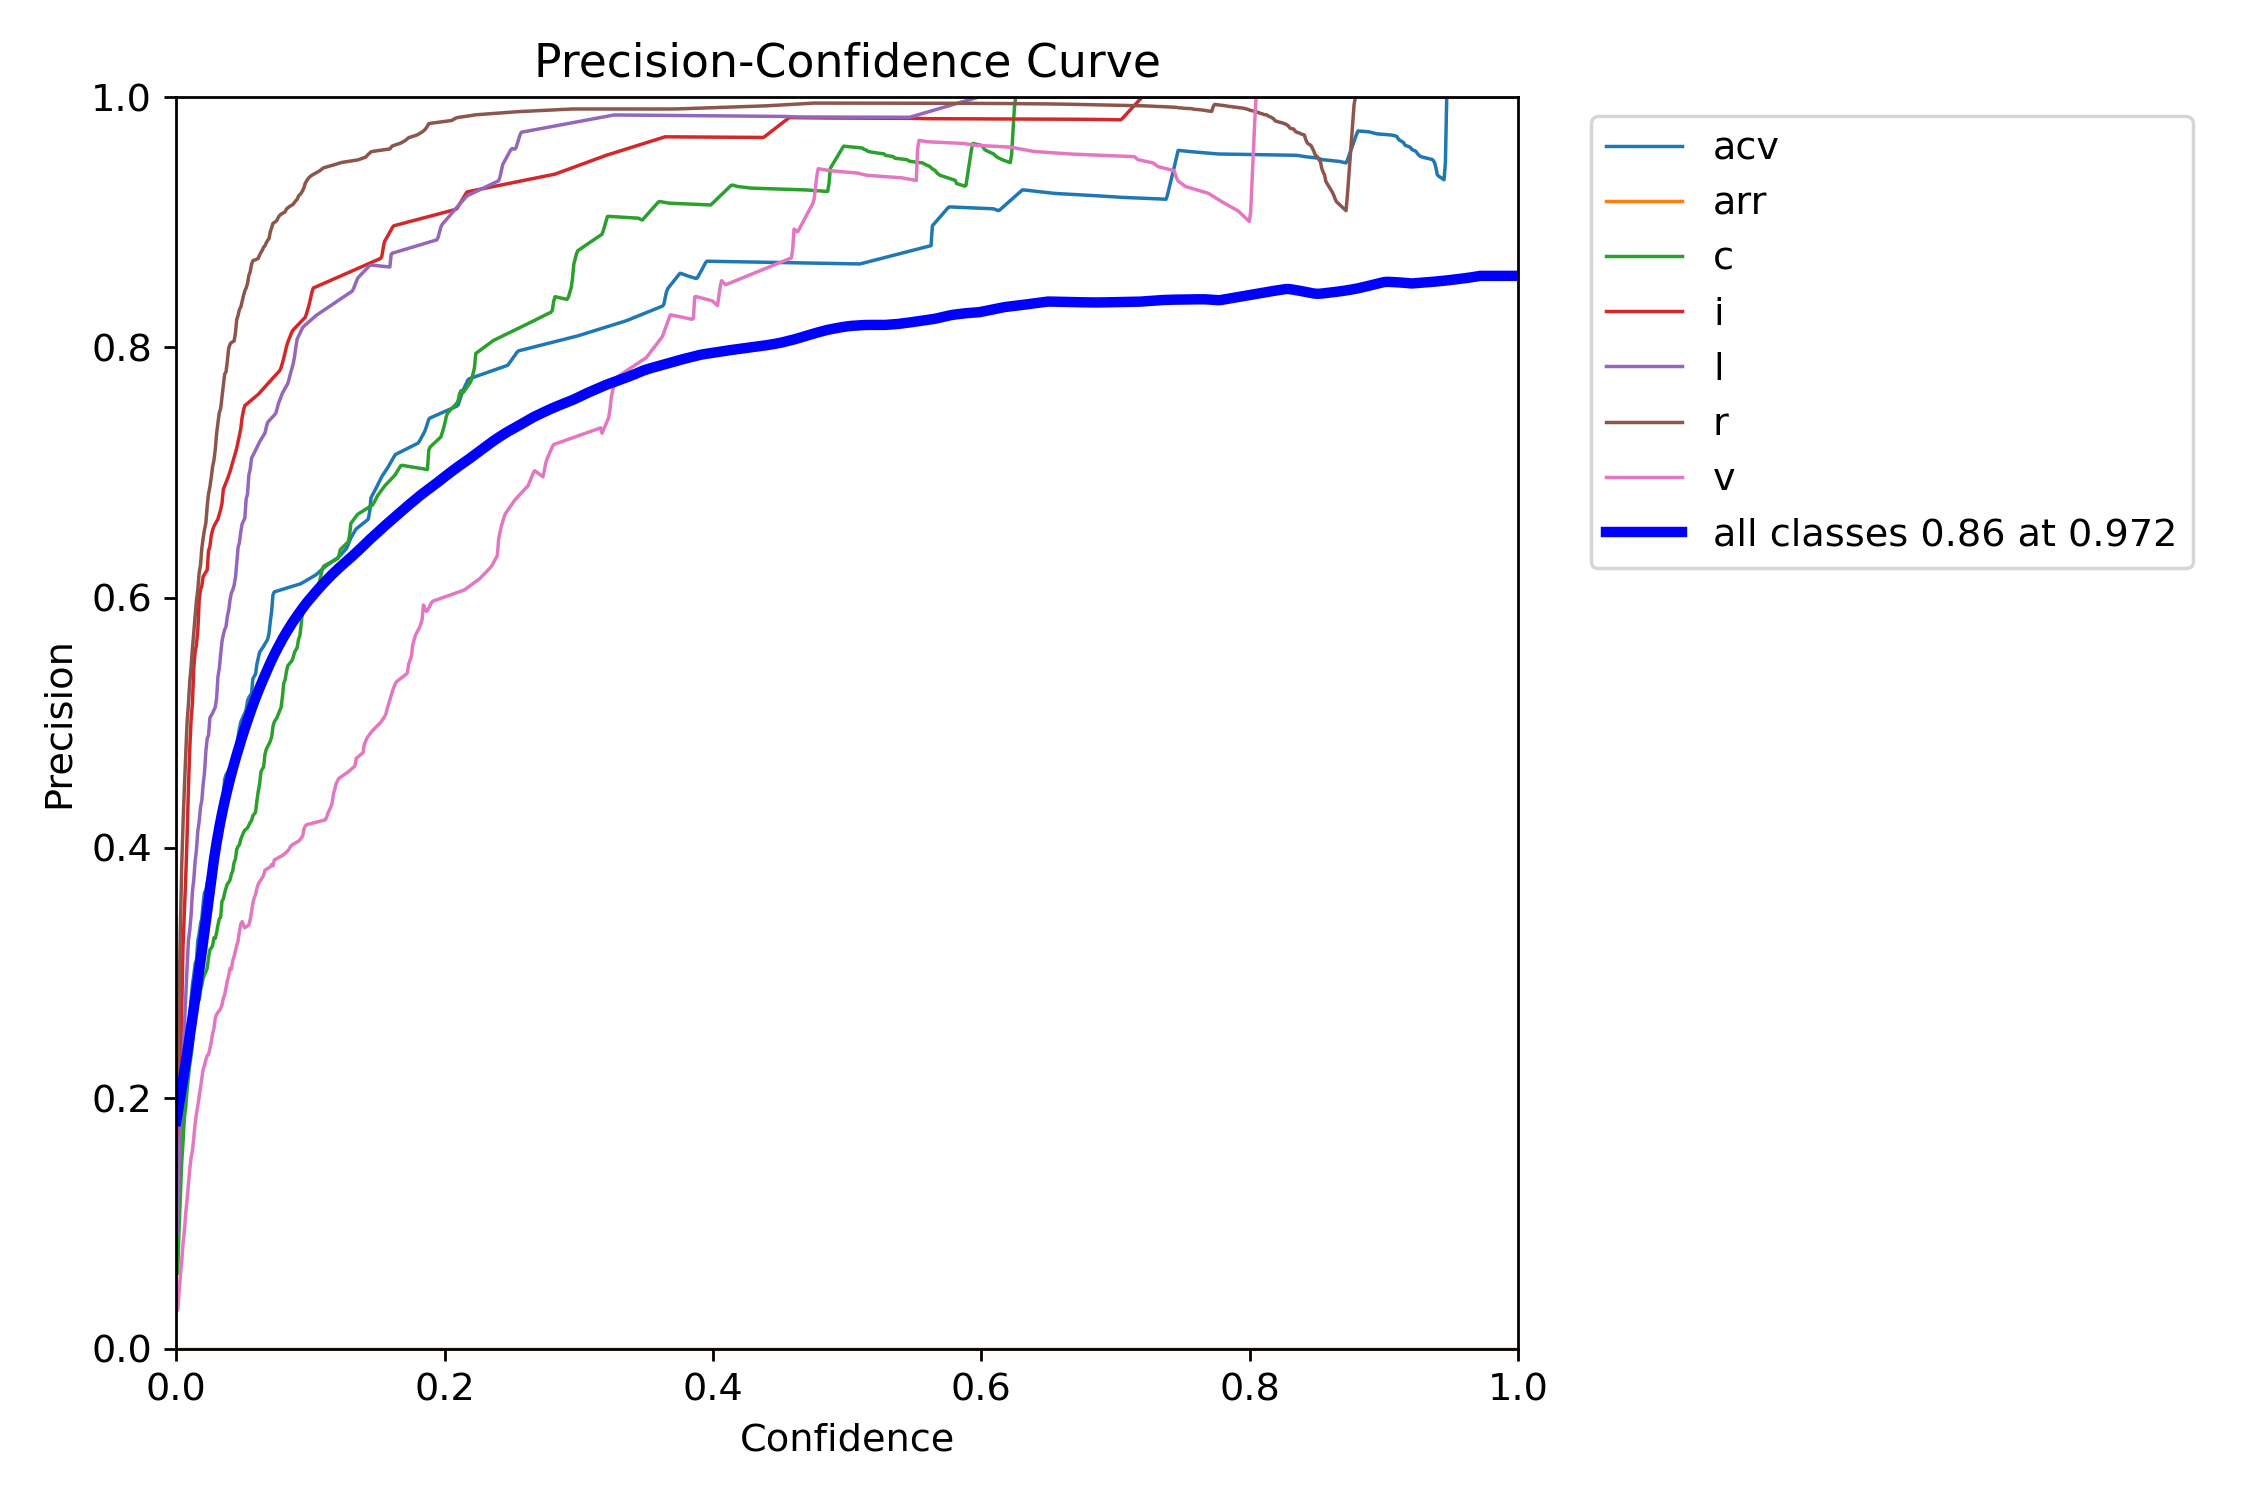 Precision-Confidence Curve
1.0
0.8
0.6
0.4
0.2
0.0
Precision
0.0 0.2 0.4 0.6 0.8 1.0
Confidence
acv
arr
c
i
l
r
v
all classes 0.86 at 0.972